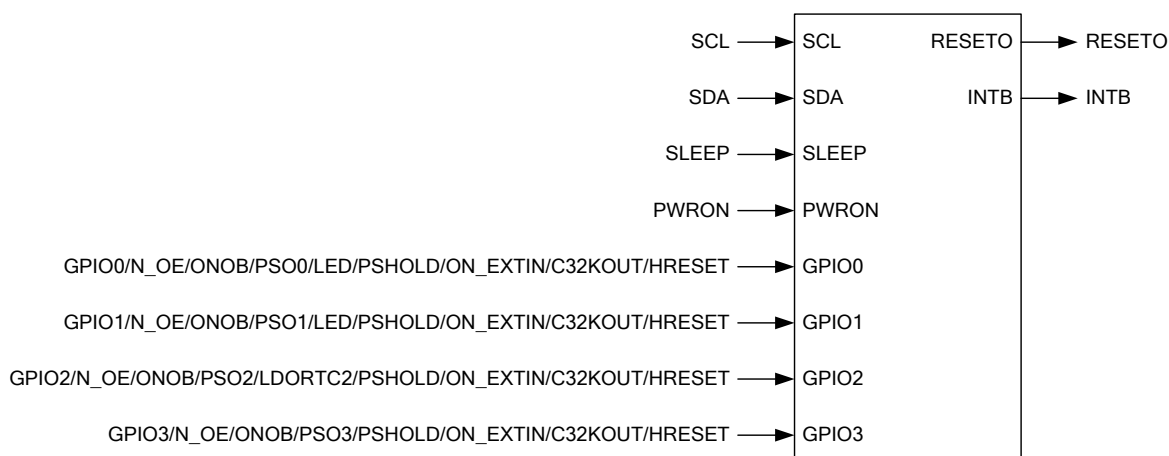 SCL SCL RESETO RESETO
SDA SDA INTB INTB
SLEEP SLEEP
PWRON PWRON
GPIO0/N_OE/ONOB/PSO0/LED/PSHOLD/ON_EXTIN/C32KOUT/HRESET GPIO0
GPIO1/N_OE/ONOB/PSO1/LED/PSHOLD/ON_EXTIN/C32KOUT/HRESET GPIO1
GPIO2/N_OE/ONOB/PSO2/LDORTC2/PSHOLD/ON_EXTIN/C32KOUT/HRESET GPIO2
GPIO3/N_OE/ONOB/PSO3/PSHOLD/ON_EXTIN/C32KOUT/HRESET GPIO3